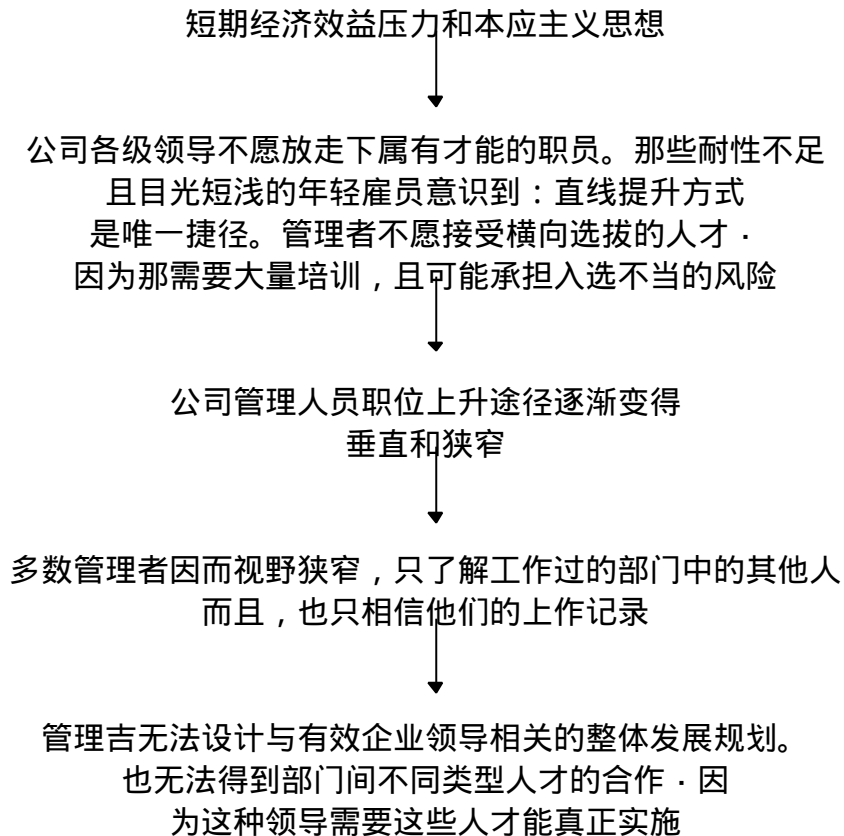 短期经济效益压力和本应主义思想
公司各级领导不愿放走下属有才能的职员。那些耐性不足
且目光短浅的年轻雇员意识到：直线提升方式
是唯一捷径。管理者不愿接受横向选拔的人才．
因为那需要大量培训，且可能承担入选不当的风险
公司管理人员职位上升途径逐渐变得
垂直和狭窄
多数管理者因而视野狭窄，只了解工作过的部门中的其他人
而且，也只相信他们的上作记录
管理吉无法设计与有效企业领导相关的整体发展规划。
也无法得到部门间不同类型人才的合作．因
为这种领导需要这些人才能真正实施